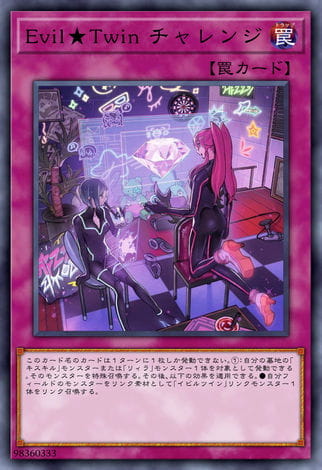 Evil★Twin チャレンジ
トラップ
罠
【罠カード】
このカード名のカードは1ターンに1枚しか発動できない。①:自分の墓地の「
キスキル」モンスターまたは「リィラ」モンスター1体を対象として発動できる
。そのモンスターを特殊召喚する。その後、以下の効果を適用できる。●自分フ
ィールドのモンスターをリンク素材として「イビルツイン」リンクモンスター1
体をリンク召喚する。
98360333